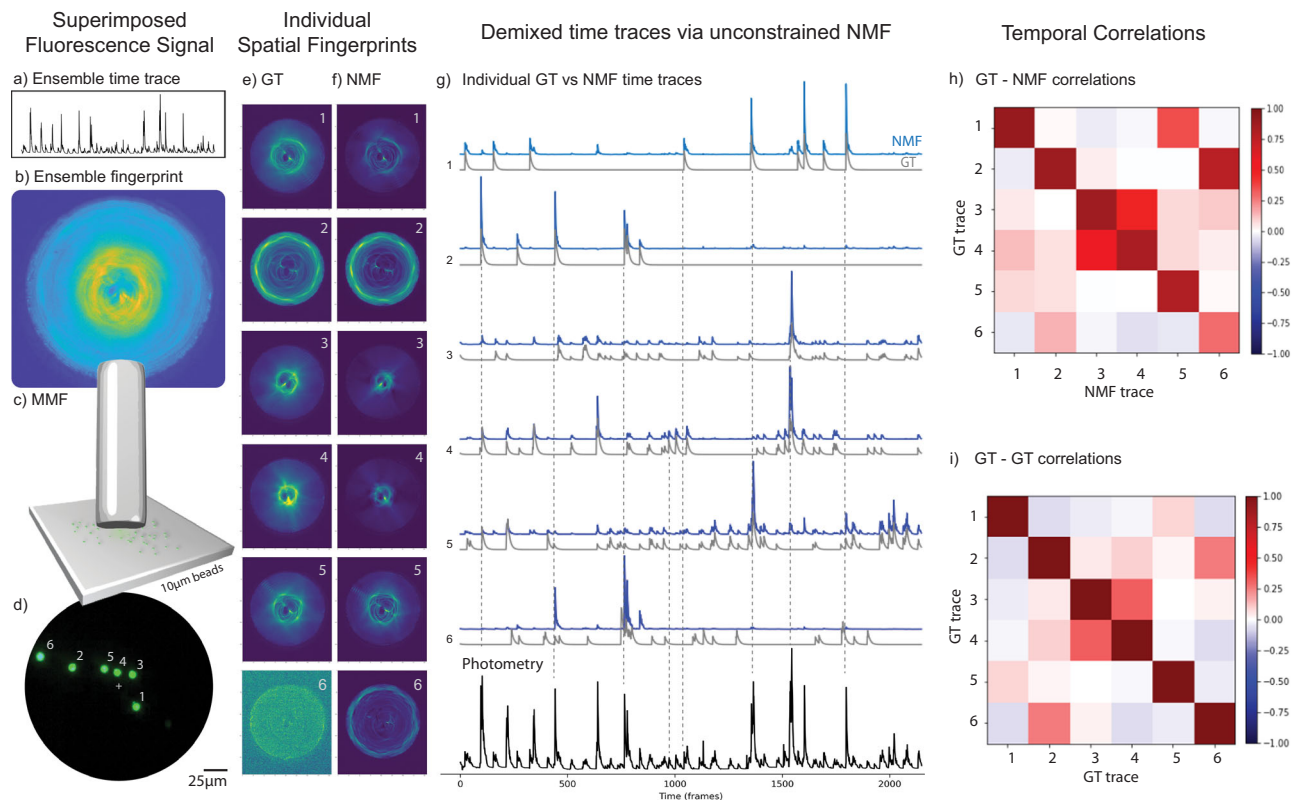 Superimposed
Fluorescence Signal
Individual
Spatial Fingerprints
Demixed time traces via unconstrained NMF
Temporal Correlations
a) Ensemble time trace
b) Ensemble fingerprint
c) MMF
10µm beads
d)
6
2
5
4
3
+
1
25µm
e) GT
f) NMF
1
1
2
2
3
3
4
4
5
5
6
6
g) Individual GT vs NMF time traces
NMF
GT
1
2
3
4
5
6
Photometry
0
500
1000
1500
2000
Time (frames)
h) GT - NMF correlations
GT trace
1
2
3
4
5
6
1 2 3 4 5 6
NMF trace
1.00
0.75
0.50
0.25
0.00
−0.25
−0.50
−0.75
−1.00
i) GT - GT correlations
GT trace
1
2
3
4
5
6
1 2 3 4 5 6
GT trace
1.00
0.75
0.50
0.25
0.00
−0.25
−0.50
−0.75
−1.00